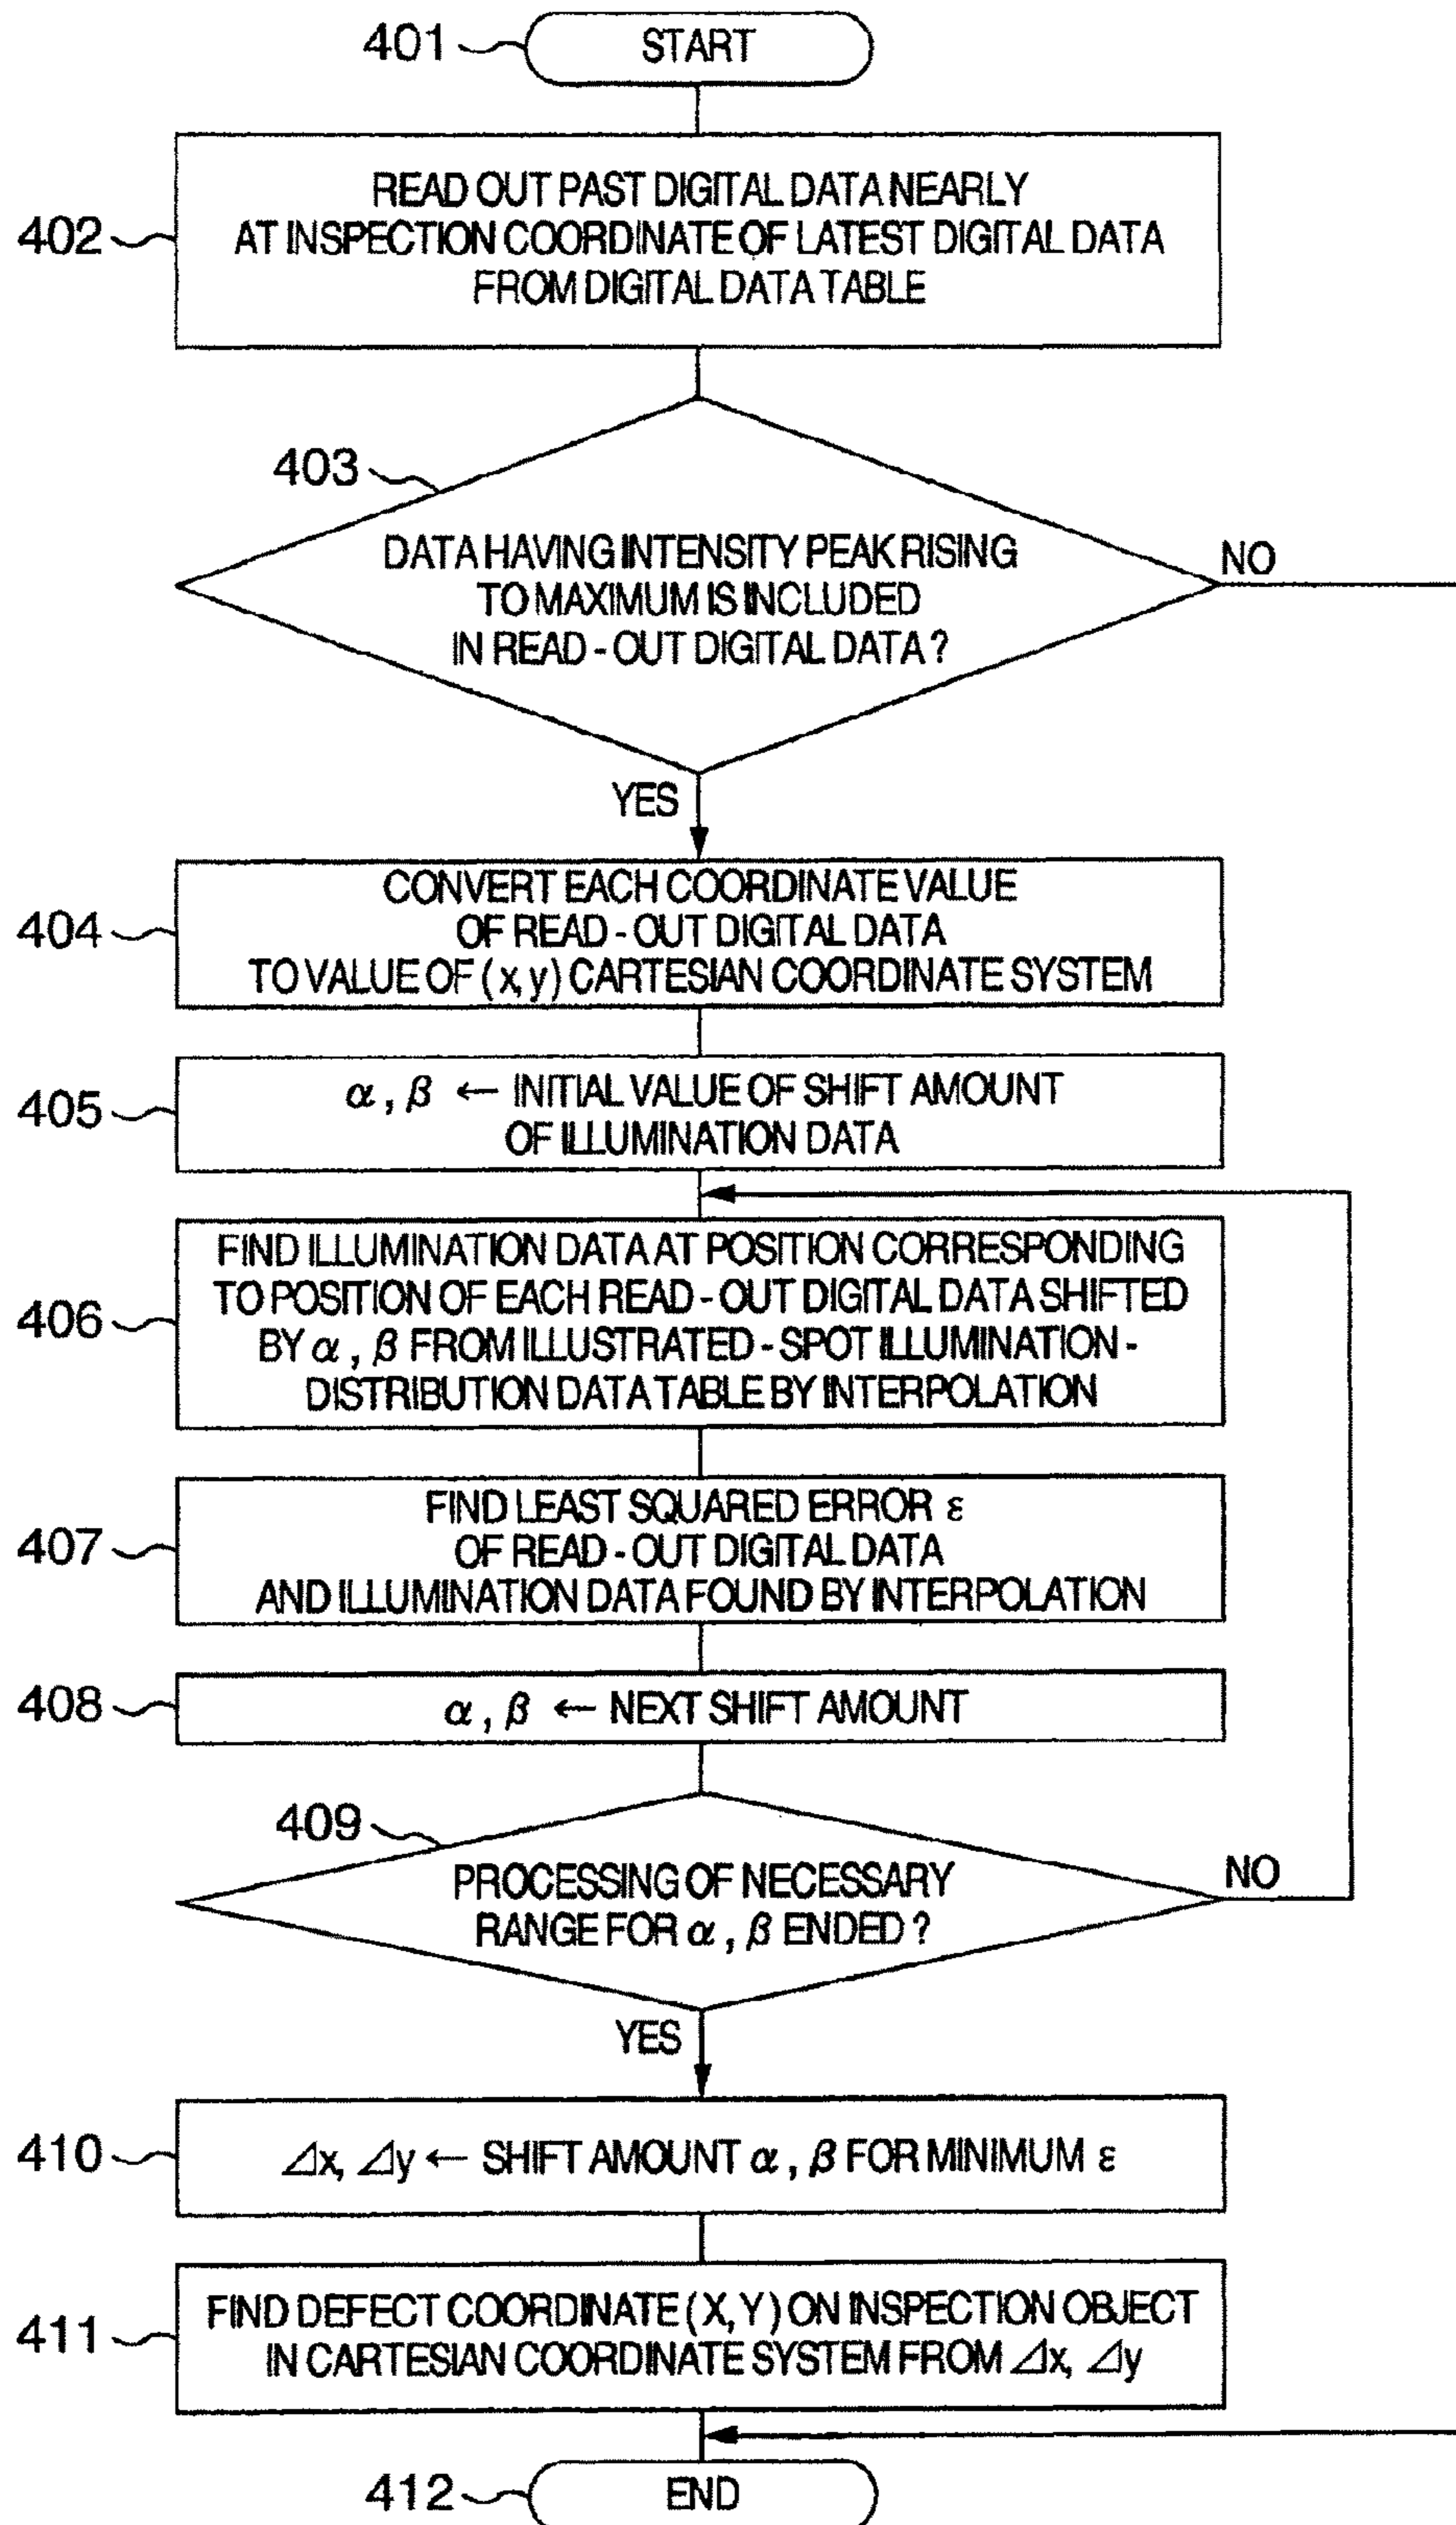 401
START
402
READ OUT PAST DIGITAL DATA NEARLY
AT INSPECTION COORDINATE OF LATEST DIGITAL DATA
FROM DIGITAL DATA TABLE
403
DATA HAVING INTENSITY PEAK RISING
TO MAXIMUM IS INCLUDED
IN READ-OUT DIGITAL DATA?
NO
YES
404
CONVERT EACH COORDINATE VALUE
OF READ-OUT DIGITAL DATA
TO VALUE OF (x,y) CARTESIAN COORDINATE SYSTEM
405
α, β ← INITIAL VALUE OF SHIFT AMOUNT
OF ILLUMINATION DATA
406
FIND ILLUMINATION DATA AT POSITION CORRESPONDING
TO POSITION OF EACH READ-OUT DIGITAL DATA SHIFTED
BY α, β FROM ILLUSTRATED-SPOT ILLUMINATION-
DISTRIBUTION DATA TABLE BY INTERPOLATION
407
FIND LEAST SQUARED ERROR ε
OF READ-OUT DIGITAL DATA
AND ILLUMINATION DATA FOUND BY INTERPOLATION
408
α, β ← NEXT SHIFT AMOUNT
409
PROCESSING OF NECESSARY
RANGE FOR α, β ENDED?
NO
YES
410
⊿x, ⊿y ← SHIFT AMOUNT α, β FOR MINIMUM ε
411
FIND DEFECT COORDINATE (X, Y) ON INSPECTION OBJECT
IN CARTESIAN COORDINATE SYSTEM FROM ⊿x, ⊿y
412
END